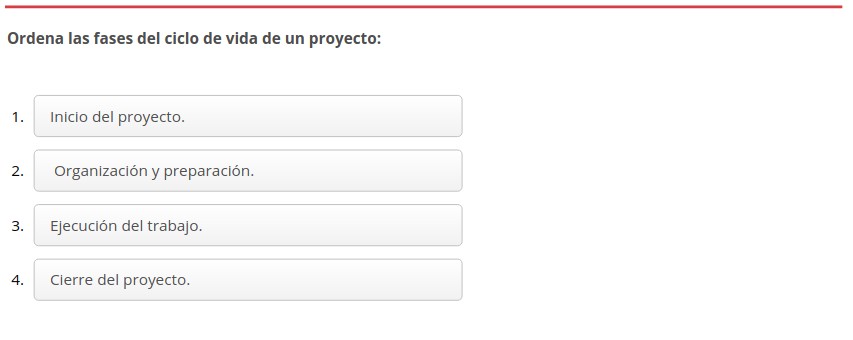 Ordena las fases del ciclo de vida de un proyecto:
1. Inicio del proyecto.
2. Organización y preparación.
3. Ejecución del trabajo.
4. Cierre del proyecto.